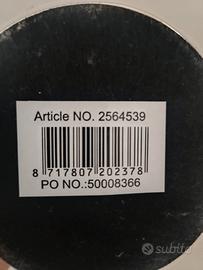 Article NO. 2564539
8 717807 202378
PO NO.:50008366
subito